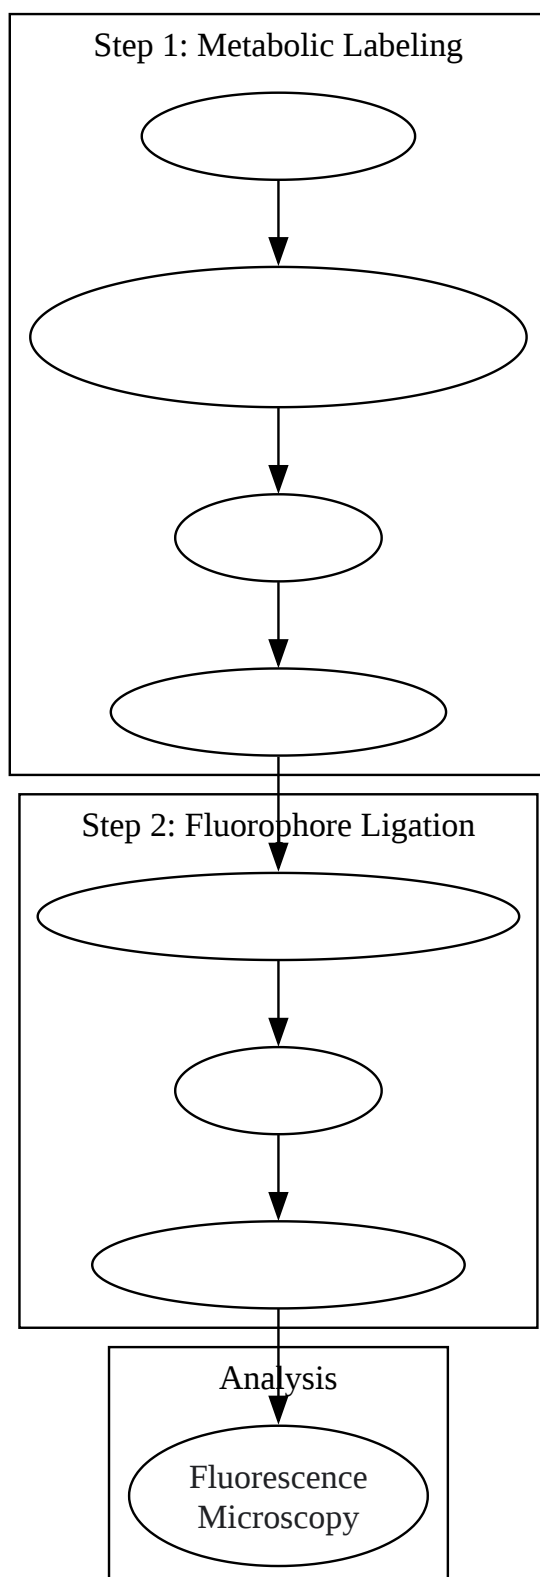 Step 1: Metabolic Labeling
Step 2: Fluorophore Ligation
Analysis
Fluorescence
Microscopy